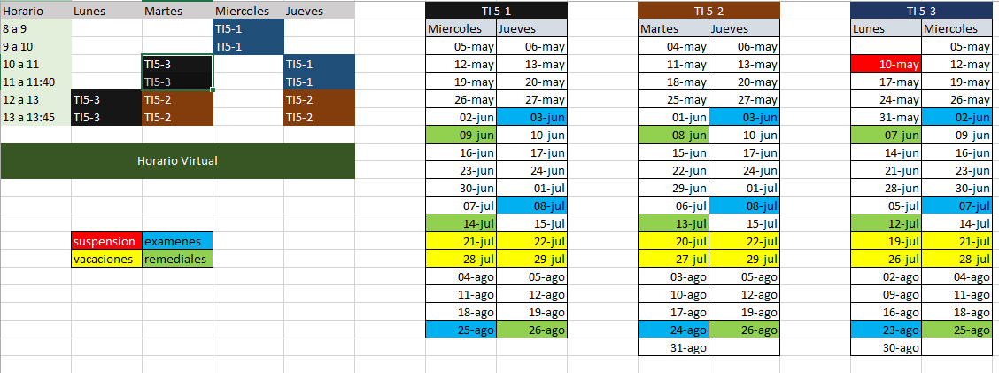 Horario Lunes Martes Miercoles Jueves TI 5-1 TI 5-2 TI 5-3
8 a 9 TI5-1 Miercoles Jueves Martes Jueves Lunes Miercoles
9 a 10 TI5-1 05-may 06-may 04-may 06-may 05-may
10 a 11 TI5-3 TI5-1 12-may 13-may 11-may 13-may 10-may 12-may
11 a 11:40 TI5-3 TI5-1 19-may 20-may 18-may 20-may 17-may 19-may
12 a 13 TI5-3 TI5-2 TI5-2 26-may 27-may 25-may 27-may 24-may 26-may
13 a 13:45 TI5-3 TI5-2 TI5-2 02-jun 03-jun 01-jun 03-jun 31-may 02-jun
09-jun 10-jun 08-jun 10-jun 07-jun 09-jun
16-jun 17-jun 15-jun 17-jun 14-jun 16-jun
Horario Virtual
23-jun 24-jun 22-jun 24-jun 21-jun 23-jun
30-jun 01-jul 29-jun 01-jul 28-jun 30-jun
07-jul 08-jul 06-jul 08-jul 05-jul 07-jul
14-jul 15-jul 13-jul 15-jul 12-jul 14-jul
suspension examenes 21-jul 22-jul 20-jul 22-jul 19-jul 21-jul
vacaciones remediales 28-jul 29-jul 27-jul 29-jul 26-jul 28-jul
04-ago 05-ago 03-ago 05-ago 02-ago 04-ago
11-ago 12-ago 10-ago 12-ago 09-ago 11-ago
18-ago 19-ago 17-ago 19-ago 16-ago 18-ago
25-ago 26-ago 24-ago 26-ago 23-ago 25-ago
31-ago 30-ago